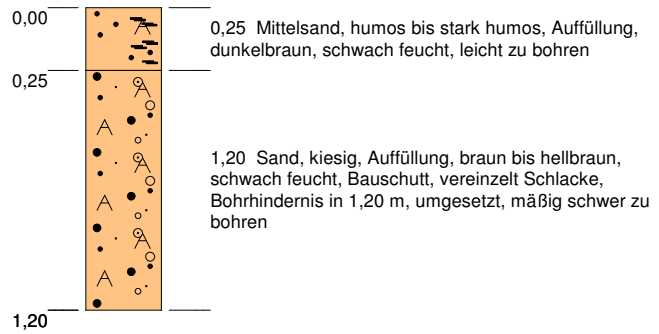 0,00
0,25 Mittelsand, humos bis stark humos, Auffüllung,
dunkelbraun, schwach feucht, leicht zu bohren
0,25
1,20 Sand, kiesig, Auffüllung, braun bis hellbraun,
schwach feucht, Bauschutt, vereinzelt Schlacke,
Bohrhindernis in 1,20 m, umgesetzt, mäßig schwer zu
bohren
1,20